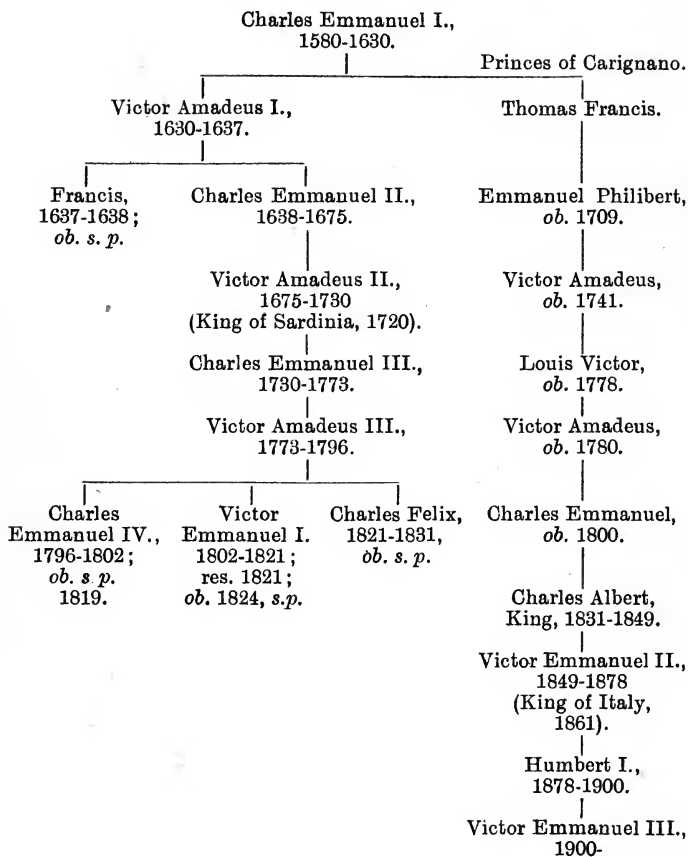 Charles Emmanuel I.,
1580-1630.
Princes of Carignano.
Victor Amadeus I.,
1630-1637.
Thomas Francis.
Francis,
1637-1638;
ob. s. p.
Charles Emmanuel II.,
1638-1675.
Emmanuel Philibert,
ob. 1709.
Victor Amadeus II.,
1675-1730
(King of Sardinia, 1720).
Victor Amadeus,
ob. 1741.
Charles Emmanuel III.,
1730-1773.
Louis Victor,
ob. 1778.
Victor Amadeus III.,
1773-1796.
Victor Amadeus,
ob. 1780.
Charles
Emmanuel IV.,
1796-1802;
ob. s p.
1819.
Victor
Emmanuel I.
1802-1821;
res. 1821;
ob. 1824, s.p.
Charles Felix,
1821-1831,
ob. s. p.
Charles Emmanuel,
ob. 1800.
Charles Albert,
King, 1831-1849.
Victor Emmanuel II.,
1849-1878
(King of Italy,
1861).
Humbert I.,
1878-1900.
Victor Emmanuel III.,
1900-